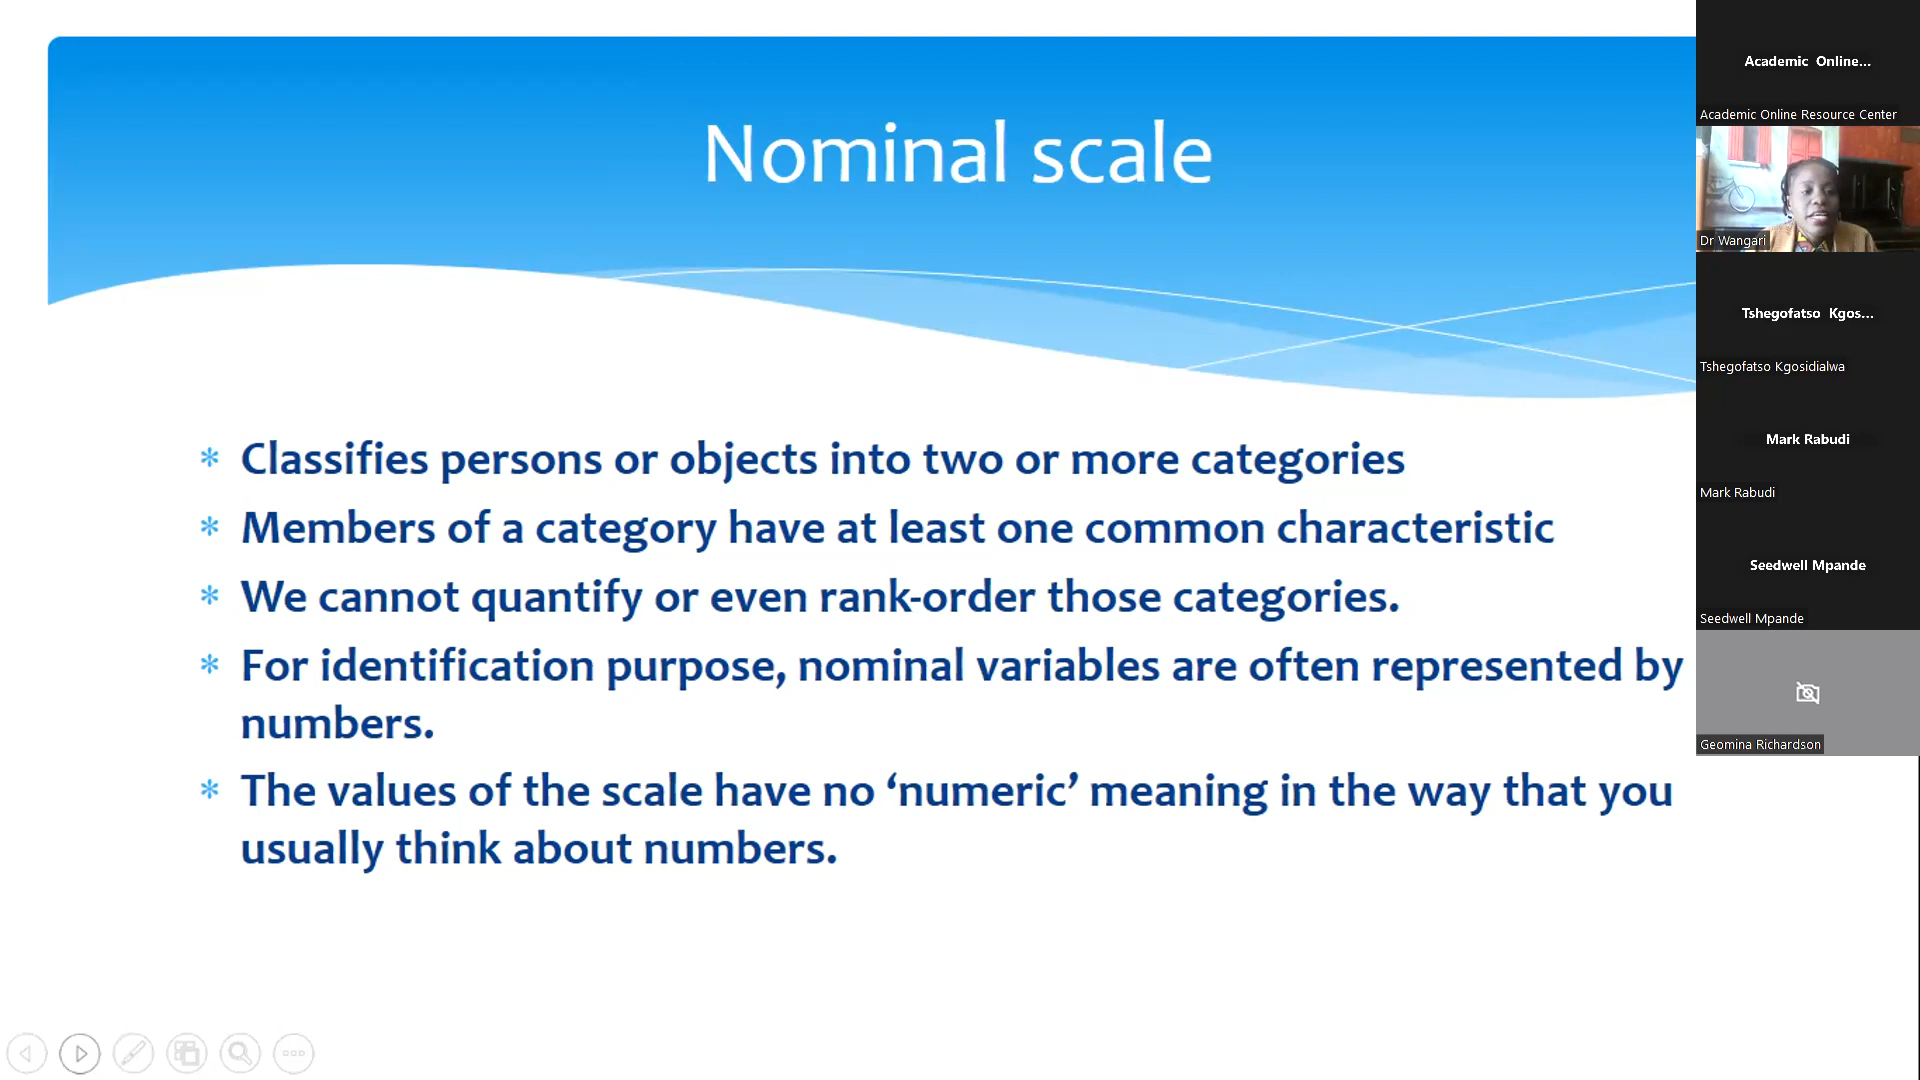 Nominal scale
* Classifies persons or objects into two or more categories
* Members of a category have at least one common characteristic
* We cannot quantify or even rank-order those categories.
* For identification purpose, nominal variables are often represented by
numbers.
* The values of the scale have no ‘numeric’ meaning in the way that you
usually think about numbers.
Academic Online...
Academic Online Resource Center
Dr Wangari
Tshegofatso Kgos...
Tshegofatso Kgosidialwa
Mark Rabudi
Mark Rabudi
Seedwell Mpande
Seedwell Mpande
Geomina Richardson